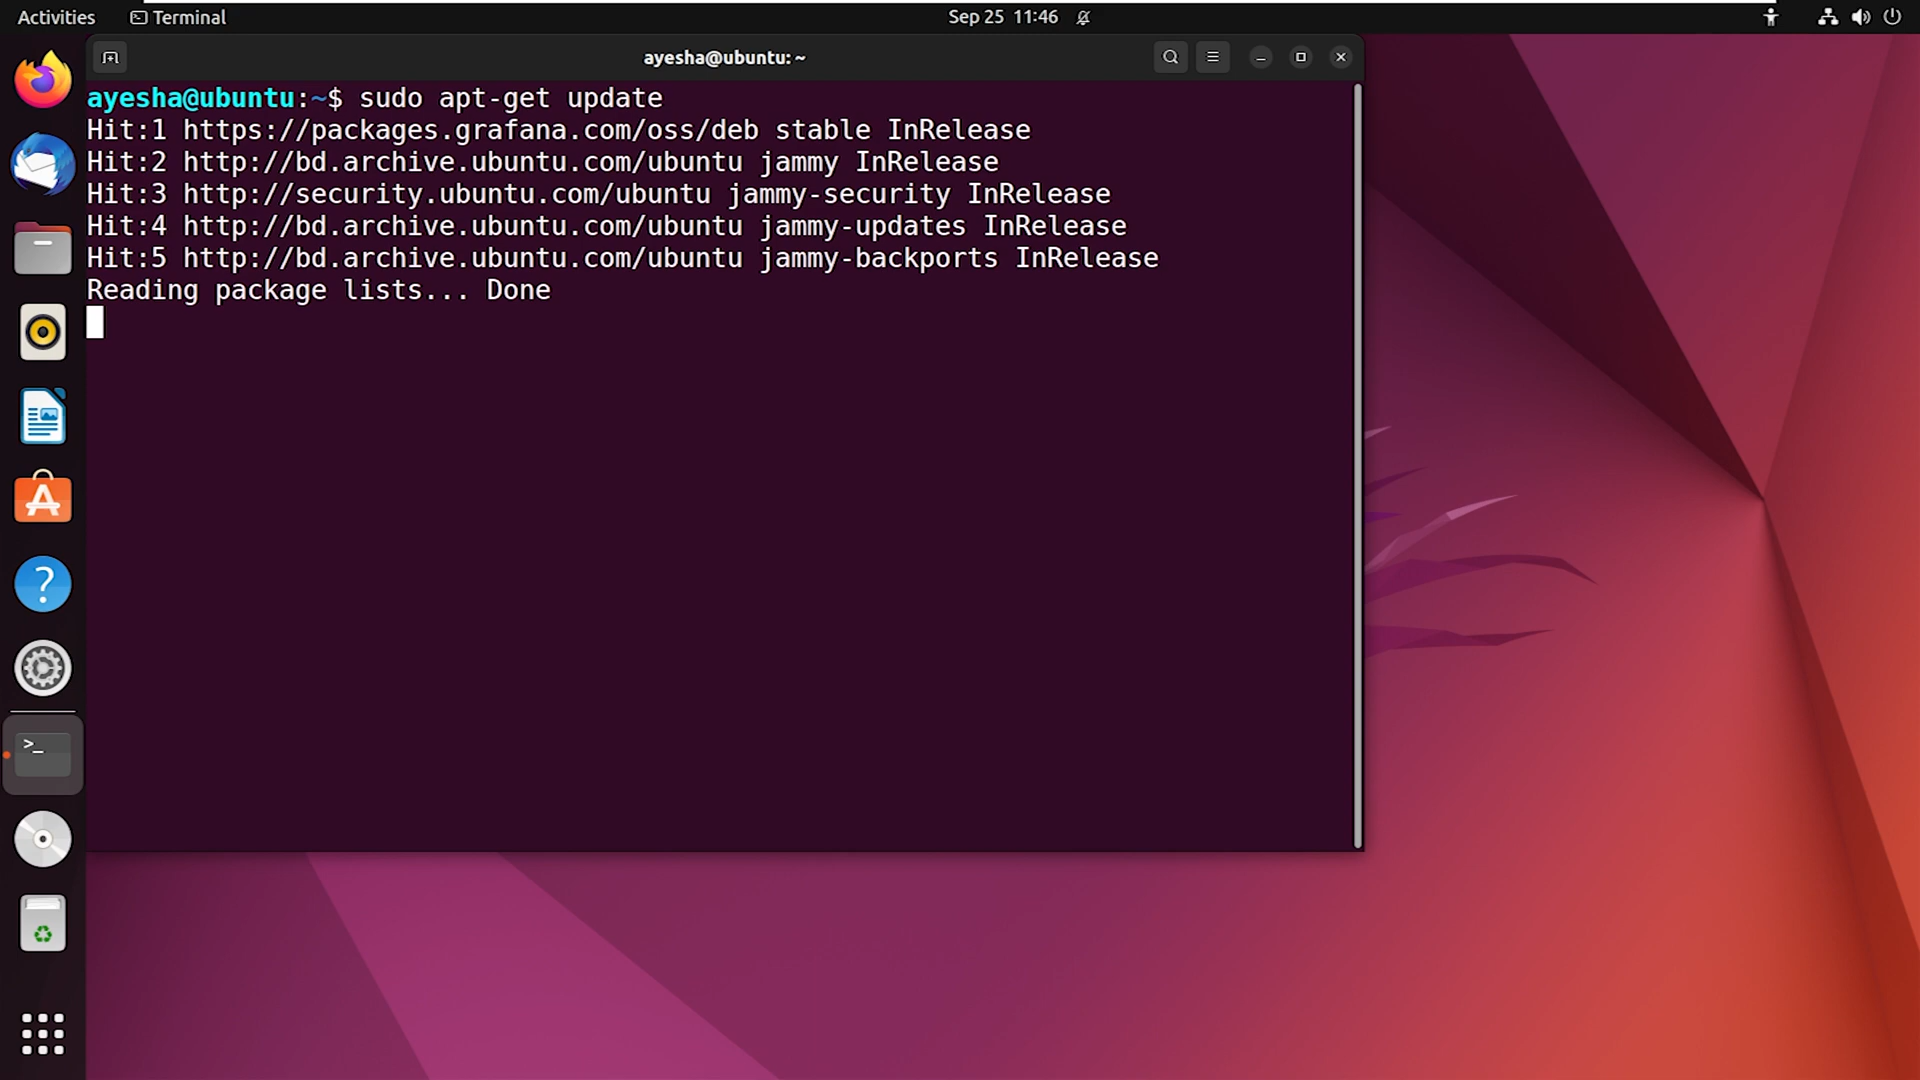 Activities Terminal Sep 25 11:46
ayesha@ubuntu: ~
ayesha@ubuntu:~$ sudo apt-get update
Hit:1 https://packages.grafana.com/oss/deb stable InRelease
Hit:2 http://bd.archive.ubuntu.com/ubuntu jammy InRelease
Hit:3 http://security.ubuntu.com/ubuntu jammy-security InRelease
Hit:4 http://bd.archive.ubuntu.com/ubuntu jammy-updates InRelease
Hit:5 http://bd.archive.ubuntu.com/ubuntu jammy-backports InRelease
Reading package lists... Done